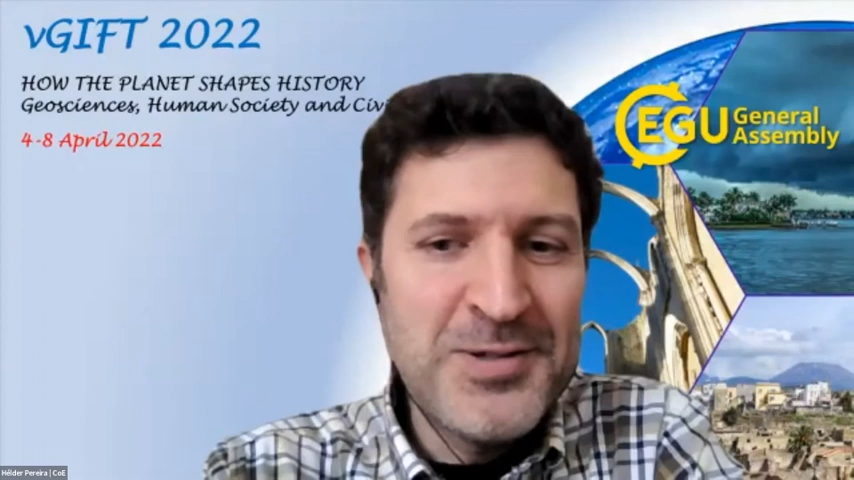 vGIFT 2022
HOW THE PLANET SHAPES HISTORY
Geosciences, Human Society and Civi
4-8 April 2022
EGU General
Assembly
Hélder Pereira | CoE